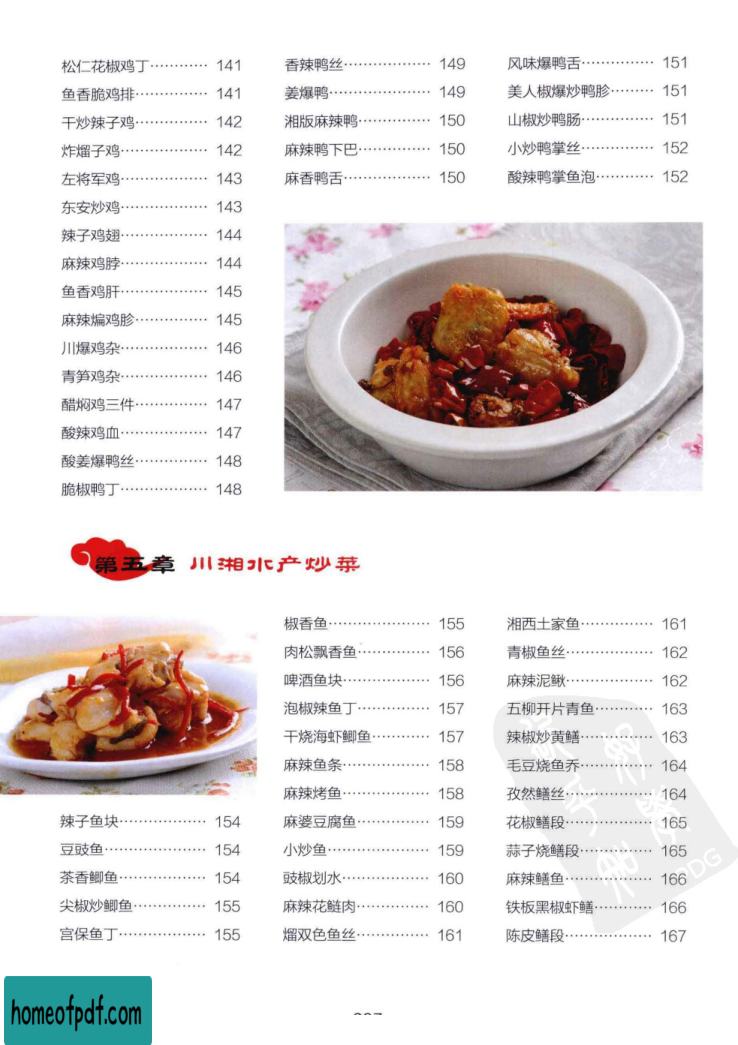 松仁花椒鸡丁………… 141
鱼香脆鸡排…………… 141
干炒辣子鸡…………… 142
炸熘子鸡……………… 142
左将军鸡……………… 143
东安炒鸡……………… 143
辣子鸡翅……………… 144
麻辣鸡脖……………… 144
鱼香鸡肝……………… 145
麻辣煸鸡胗…………… 145
川爆鸡杂……………… 146
青笋鸡杂……………… 146
醋焖鸡三件…………… 147
酸辣鸡血……………… 147
酸姜爆鸭丝…………… 148
脆椒鸭丁……………… 148
香辣鸭丝……………… 149
姜爆鸭………………… 149
湘版麻辣鸭…………… 150
麻辣鸭下巴…………… 150
麻香鸭舌……………… 150
风味爆鸭舌…………… 151
美人椒爆炒鸭胗……… 151
山椒炒鸭肠…………… 151
小炒鸭掌丝…………… 152
酸辣鸭掌鱼泡………… 152
第五章 川湘水产炒菜
辣子鱼块……………… 154
豆豉鱼………………… 154
茶香鲫鱼……………… 154
尖椒炒鲫鱼…………… 155
宫保鱼丁……………… 155
椒香鱼………………… 155
肉松飘香鱼…………… 156
啤酒鱼块……………… 156
泡椒辣鱼丁…………… 157
干烧海虾鲫鱼………… 157
麻辣鱼条……………… 158
麻辣烤鱼……………… 158
麻婆豆腐鱼…………… 159
小炒鱼………………… 159
豉椒划水……………… 160
麻辣花鲢肉…………… 160
熘双色鱼丝…………… 161
湘西土家鱼…………… 161
青椒鱼丝……………… 162
麻辣泥鳅……………… 162
五柳开片青鱼………… 163
辣椒炒黄鳝…………… 163
毛豆烧鱼乔…………… 164
孜然鳝丝……………… 164
花椒鳝段……………… 165
蒜子烧鳝段…………… 165
麻辣鳝鱼……………… 166
铁板黑椒虾鳝………… 166
陈皮鳝段……………… 167
homeofpdf.com